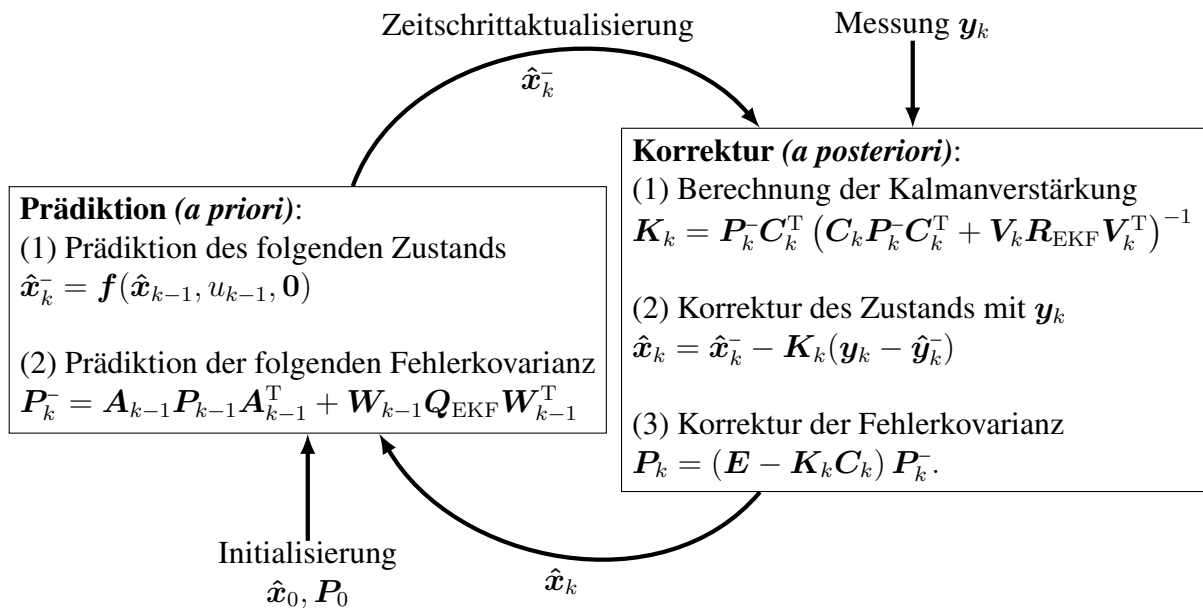 Zeitschrittaktualisierung
$\hat{\boldsymbol{x}}_k^-$
Messung $\boldsymbol{y}_k$
Prädiktion (a priori):
(1) Prädiktion des folgenden Zustands
$\hat{\boldsymbol{x}}_k^- = \boldsymbol{f}(\hat{\boldsymbol{x}}_{k-1}, u_{k-1}, \boldsymbol{0})$
(2) Prädiktion der folgenden Fehlerkovarianz
$\boldsymbol{P}_k^- = \boldsymbol{A}_{k-1}\boldsymbol{P}_{k-1}\boldsymbol{A}_{k-1}^{\mathrm{T}} + \boldsymbol{W}_{k-1}\boldsymbol{Q}_{\mathrm{EKF}}\boldsymbol{W}_{k-1}^{\mathrm{T}}$
Korrektur (a posteriori):
(1) Berechnung der Kalmanverstärkung
$\boldsymbol{K}_k = \boldsymbol{P}_k^-\boldsymbol{C}_k^{\mathrm{T}}\left(\boldsymbol{C}_k\boldsymbol{P}_k^-\boldsymbol{C}_k^{\mathrm{T}} + \boldsymbol{V}_k\boldsymbol{R}_{\mathrm{EKF}}\boldsymbol{V}_k^{\mathrm{T}}\right)^{-1}$
(2) Korrektur des Zustands mit $\boldsymbol{y}_k$
$\hat{\boldsymbol{x}}_k = \hat{\boldsymbol{x}}_k^- - \boldsymbol{K}_k(\boldsymbol{y}_k - \hat{\boldsymbol{y}}_k^-)$
(3) Korrektur der Fehlerkovarianz
$\boldsymbol{P}_k = (\boldsymbol{E} - \boldsymbol{K}_k\boldsymbol{C}_k)\,\boldsymbol{P}_k^-.$
Initialisierung
$\hat{\boldsymbol{x}}_0, \boldsymbol{P}_0$
$\hat{\boldsymbol{x}}_k$